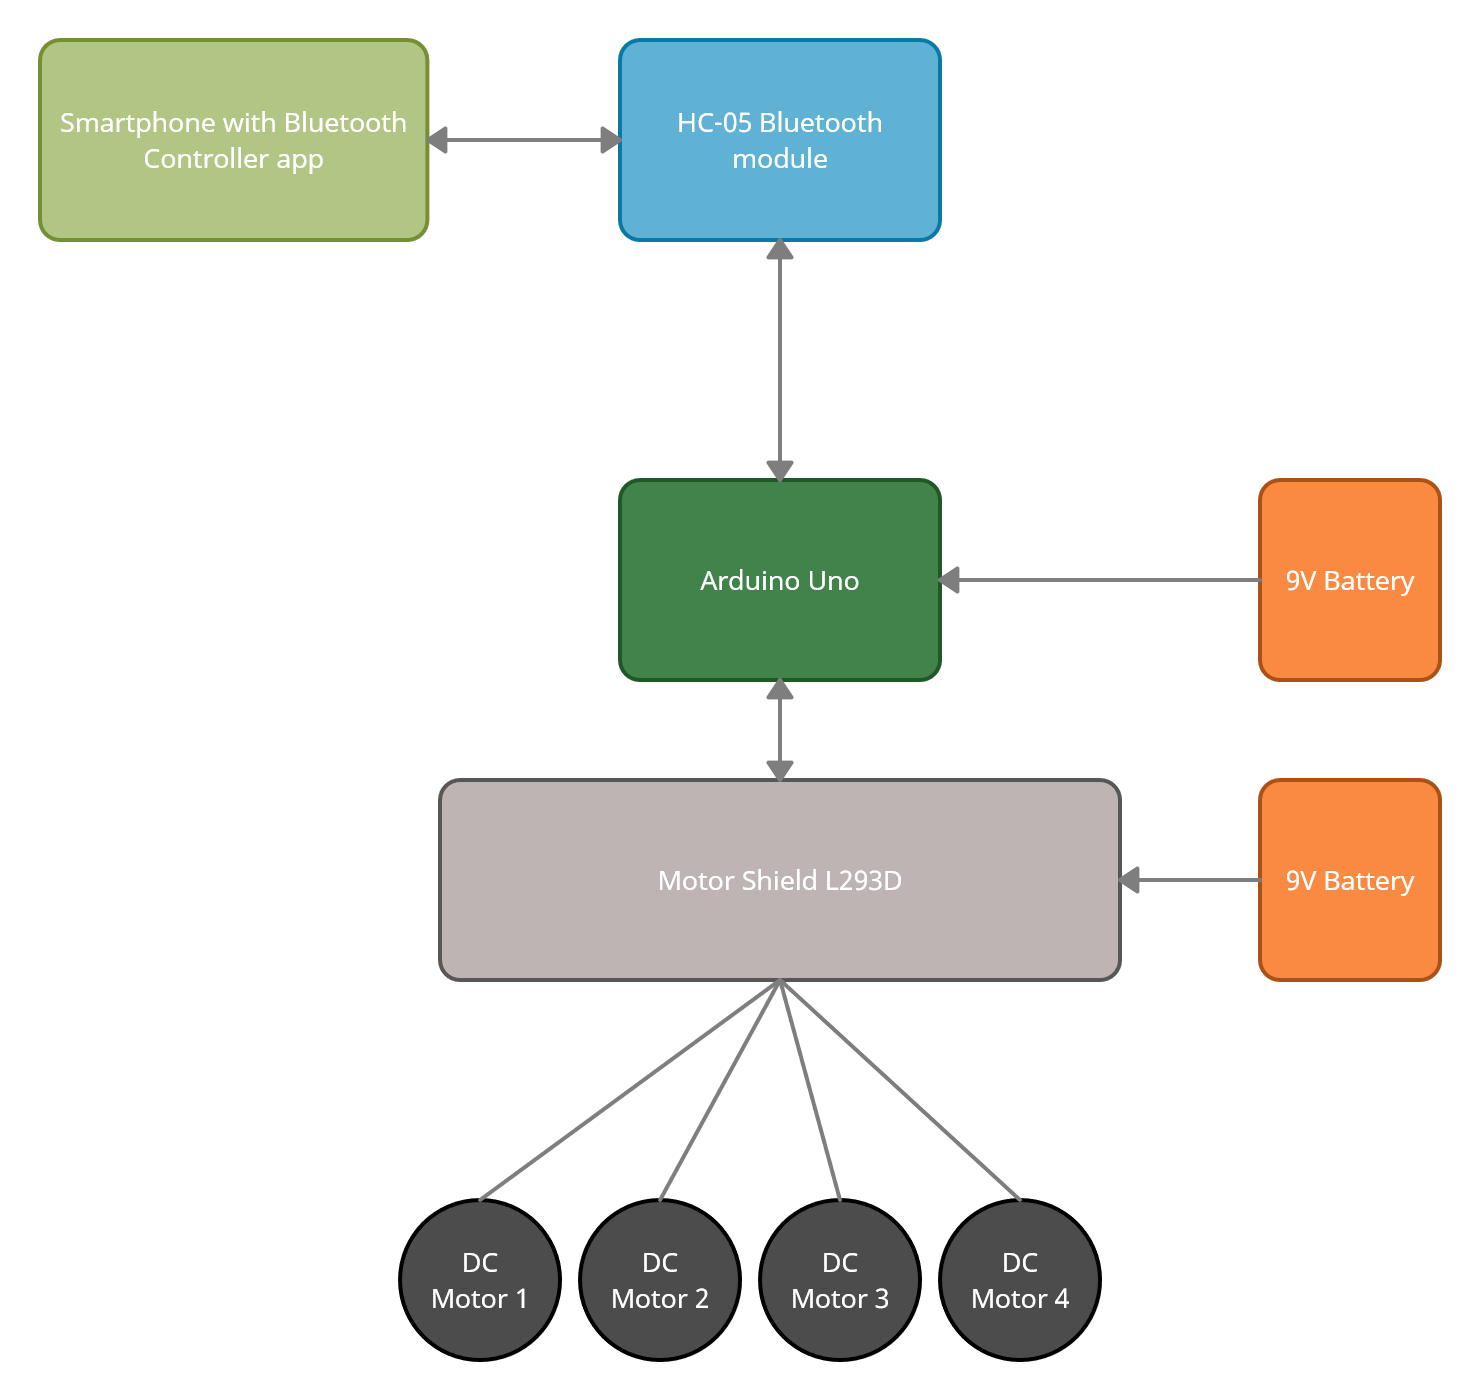 Smartphone with Bluetooth
Controller app
HC-05 Bluetooth
module
Arduino Uno
9V Battery
Motor Shield L293D
9V Battery
DC
Motor 1
DC
Motor 2
DC
Motor 3
DC
Motor 4